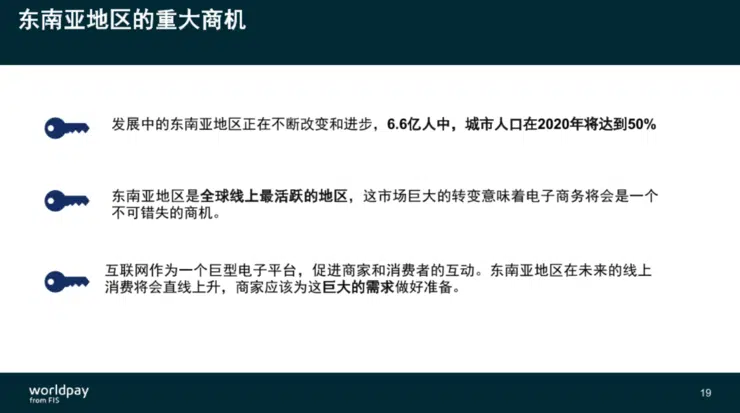 东南亚地区的重大商机
发展中的东南亚地区正在不断改变和进步，6.6亿人中，城市人口在2020年将达到50%
东南亚地区是全球线上最活跃的地区，这市场巨大的转变意味着电子商务将会是一个
不可错失的商机。
互联网作为一个巨型电子平台，促进商家和消费者的互动。东南亚地区在未来的线上
消费将会直线上升，商家应该为这巨大的需求做好准备。
worldpay
from FIS
19